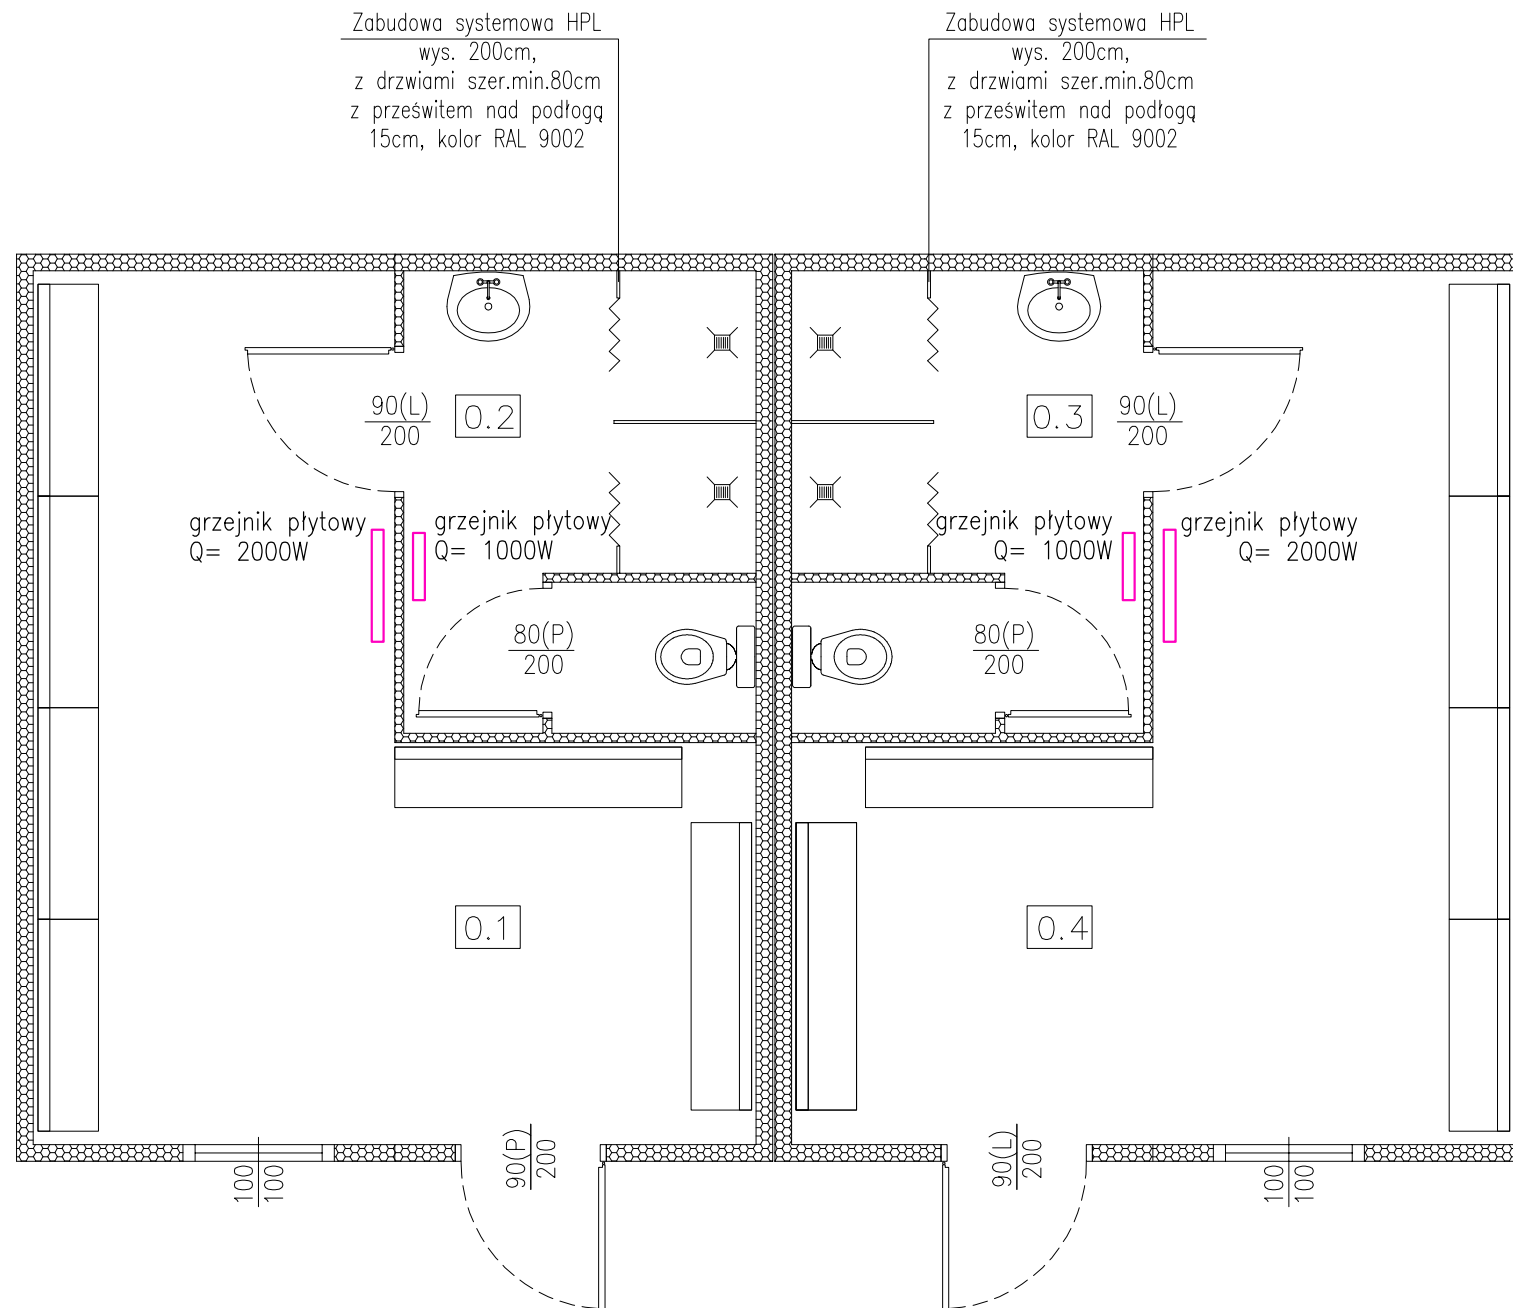 Zabudowa systemowa HPL
wys. 200cm,
z drzwiami szer.min.80cm
z prześwitem nad podłogą
15cm, kolor RAL 9002
Zabudowa systemowa HPL
wys. 200cm,
z drzwiami szer.min.80cm
z prześwitem nad podłogą
15cm, kolor RAL 9002
90(L)
200
0.2
0.3
90(L)
200
grzejnik płytowy
Q= 2000W
grzejnik płytowy
Q= 1000W
grzejnik płytowy
Q= 1000W
grzejnik płytowy
Q= 2000W
80(P)
200
80(P)
200
0.1
0.4
100
100
90(P)
200
90(L)
200
100
100